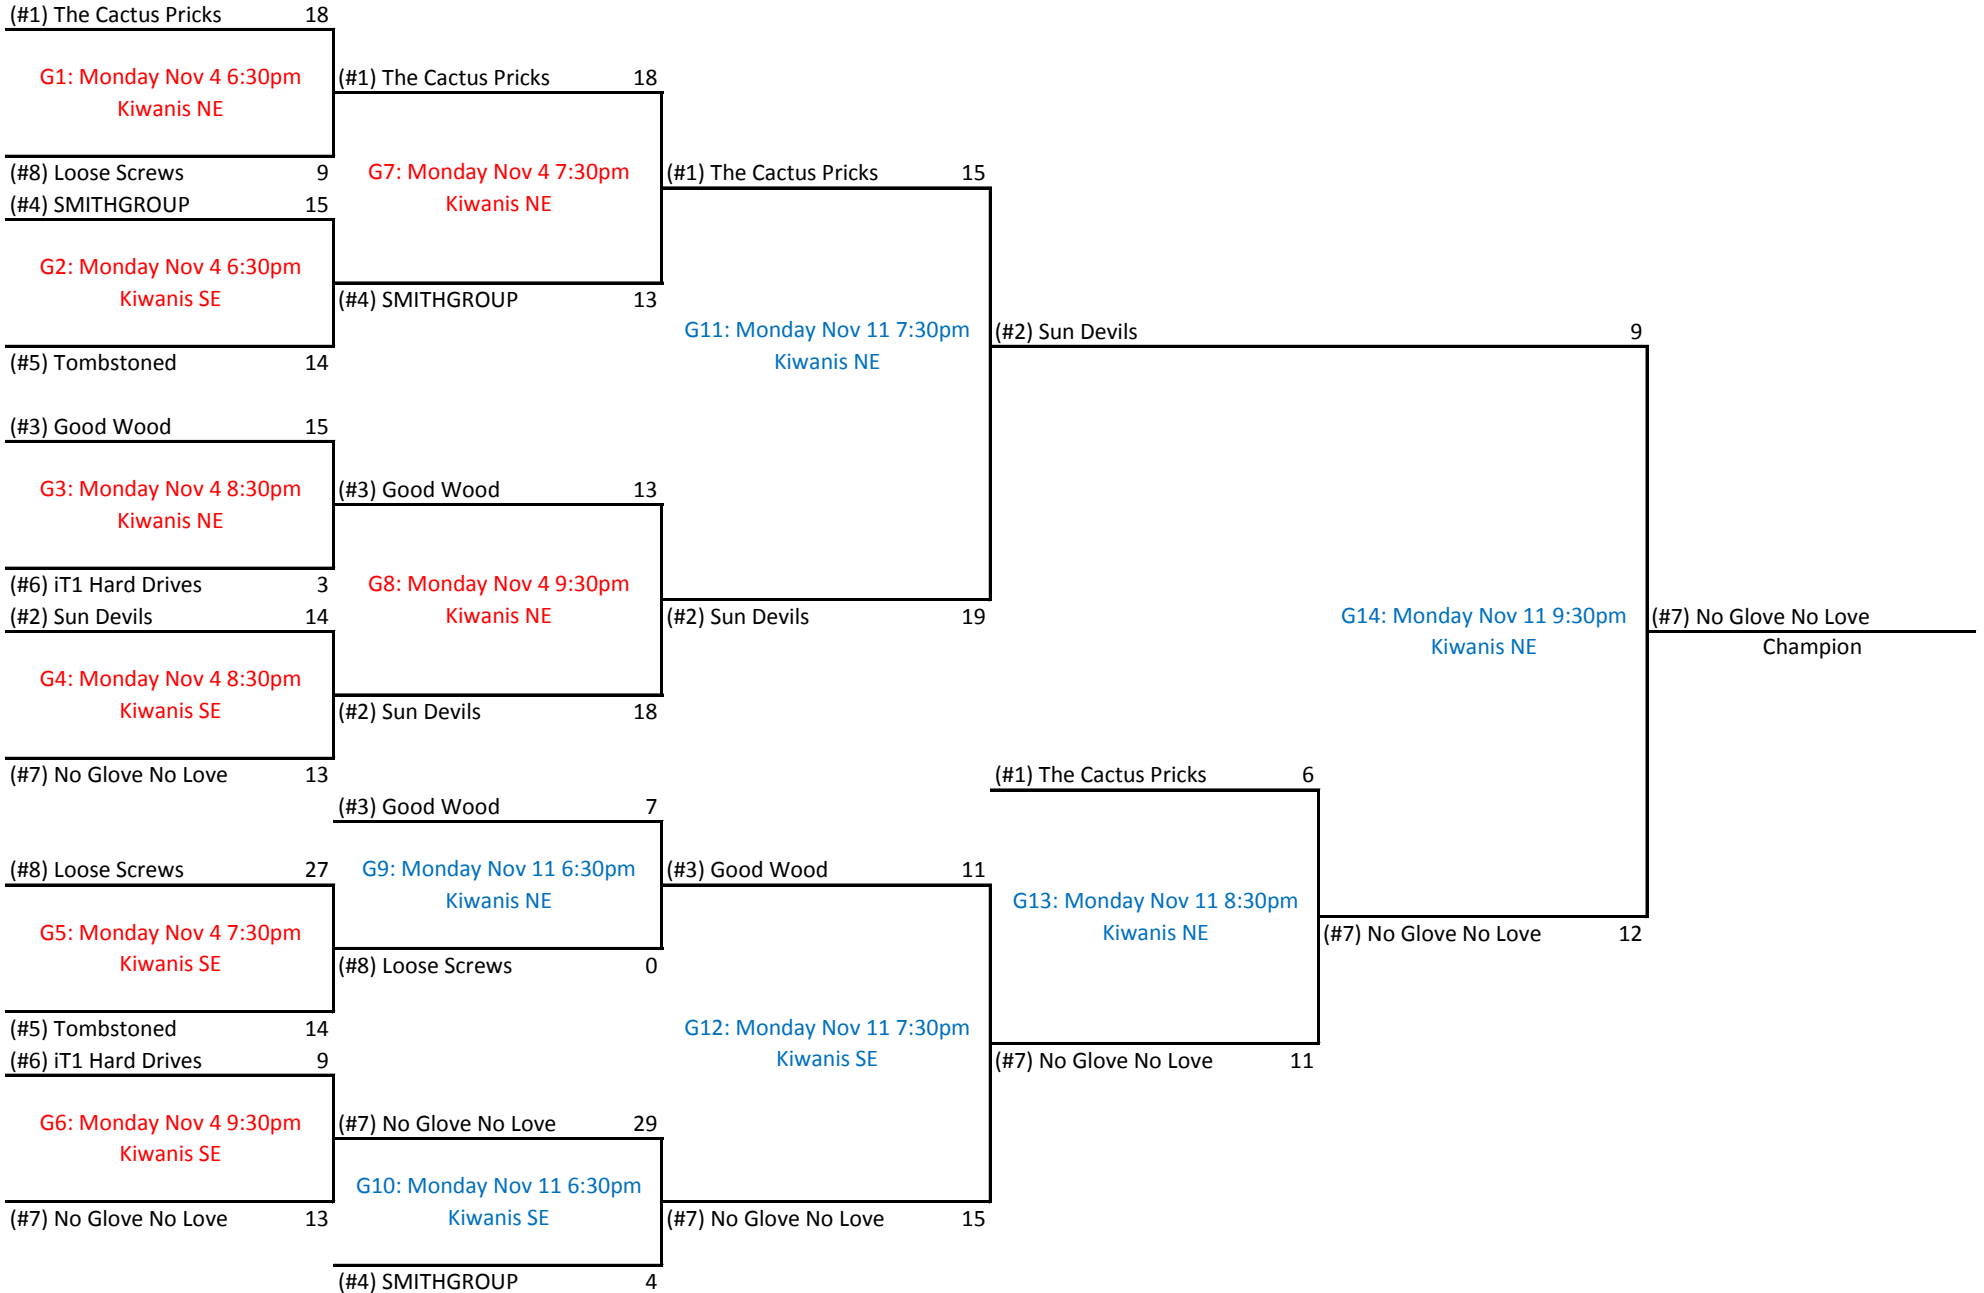 (#1) The Cactus Pricks 18
G1: Monday Nov 4 6:30pm
Kiwanis NE
(#8) Loose Screws 9
(#4) SMITHGROUP 15
G2: Monday Nov 4 6:30pm
Kiwanis SE
(#5) Tombstoned 14
(#3) Good Wood 15
G3: Monday Nov 4 8:30pm
Kiwanis NE
(#6) iT1 Hard Drives 3
(#2) Sun Devils 14
G4: Monday Nov 4 8:30pm
Kiwanis SE
(#7) No Glove No Love 13
(#8) Loose Screws 27
G5: Monday Nov 4 7:30pm
Kiwanis SE
(#5) Tombstoned 14
(#6) iT1 Hard Drives 9
G6: Monday Nov 4 9:30pm
Kiwanis SE
(#7) No Glove No Love 13
(#1) The Cactus Pricks 18
G7: Monday Nov 4 7:30pm
Kiwanis NE
(#4) SMITHGROUP 13
(#3) Good Wood 13
G8: Monday Nov 4 9:30pm
Kiwanis NE
(#2) Sun Devils 18
(#3) Good Wood 7
G9: Monday Nov 11 6:30pm
Kiwanis NE
(#8) Loose Screws 0
(#7) No Glove No Love 29
G10: Monday Nov 11 6:30pm
Kiwanis SE
(#4) SMITHGROUP 4
(#1) The Cactus Pricks 15
G11: Monday Nov 11 7:30pm
Kiwanis NE
(#2) Sun Devils 19
(#3) Good Wood 11
G12: Monday Nov 11 7:30pm
Kiwanis SE
(#7) No Glove No Love 15
(#2) Sun Devils 9
(#1) The Cactus Pricks 6
G13: Monday Nov 11 8:30pm
Kiwanis NE
(#7) No Glove No Love 11
G14: Monday Nov 11 9:30pm
Kiwanis NE
(#7) No Glove No Love 12
(#7) No Glove No Love
Champion